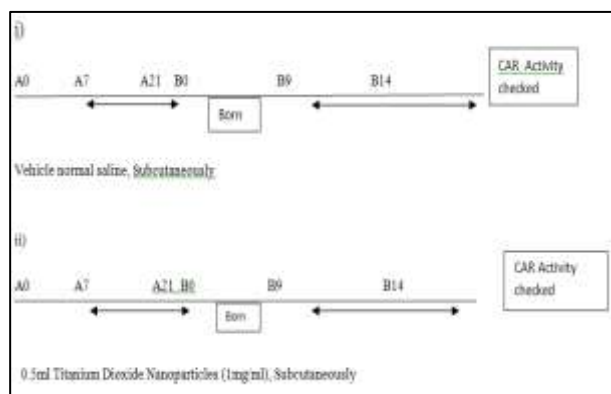 i)
CAR Activity
checked
A0 A7 A21 B0 B9 B14
Born
Vehicle normal saline, Subcutaneously
ii)
CAR Activity
checked
A0 A7 A21 B0 B9 B14
Born
0.5ml Titanium Dioxide Nanoparticles (1mg/ml), Subcutaneously